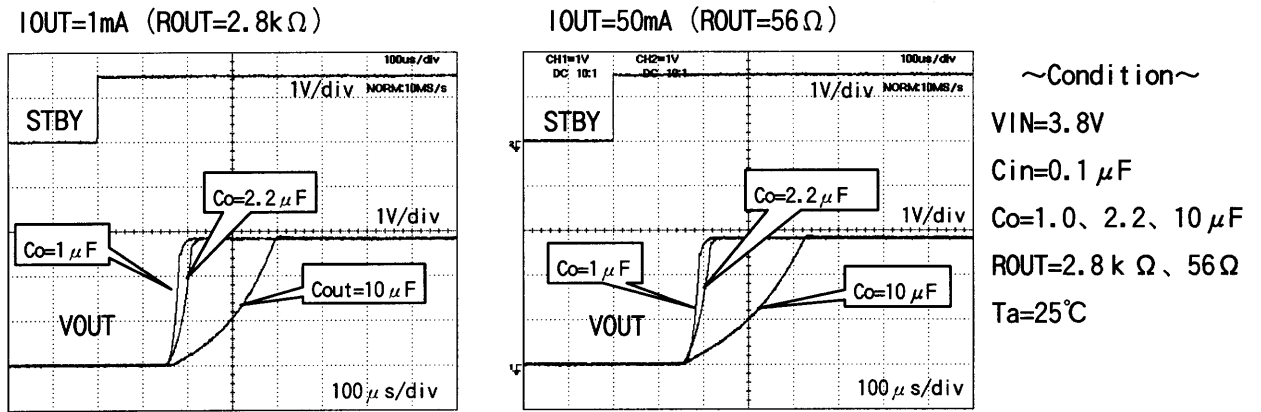 IOUT=1mA (ROUT=2.8kΩ)
100us/div
1V/div NORM:10MS/s
STBY
Co=2.2μF
1V/div
Co=1μF
Cout=10μF
VOUT
100μs/div
IOUT=50mA (ROUT=56Ω)
CH1=1V CH2=1V 100us/div
DC 10:1 DC 10:1
1V/div NORM:10MS/s
STBY
Co=2.2μF
1V/div
Co=1μF
Co=10μF
VOUT
100μs/div
~Condition~
VIN=3.8V
Cin=0.1μF
Co=1.0、2.2、10μF
ROUT=2.8kΩ、56Ω
Ta=25℃